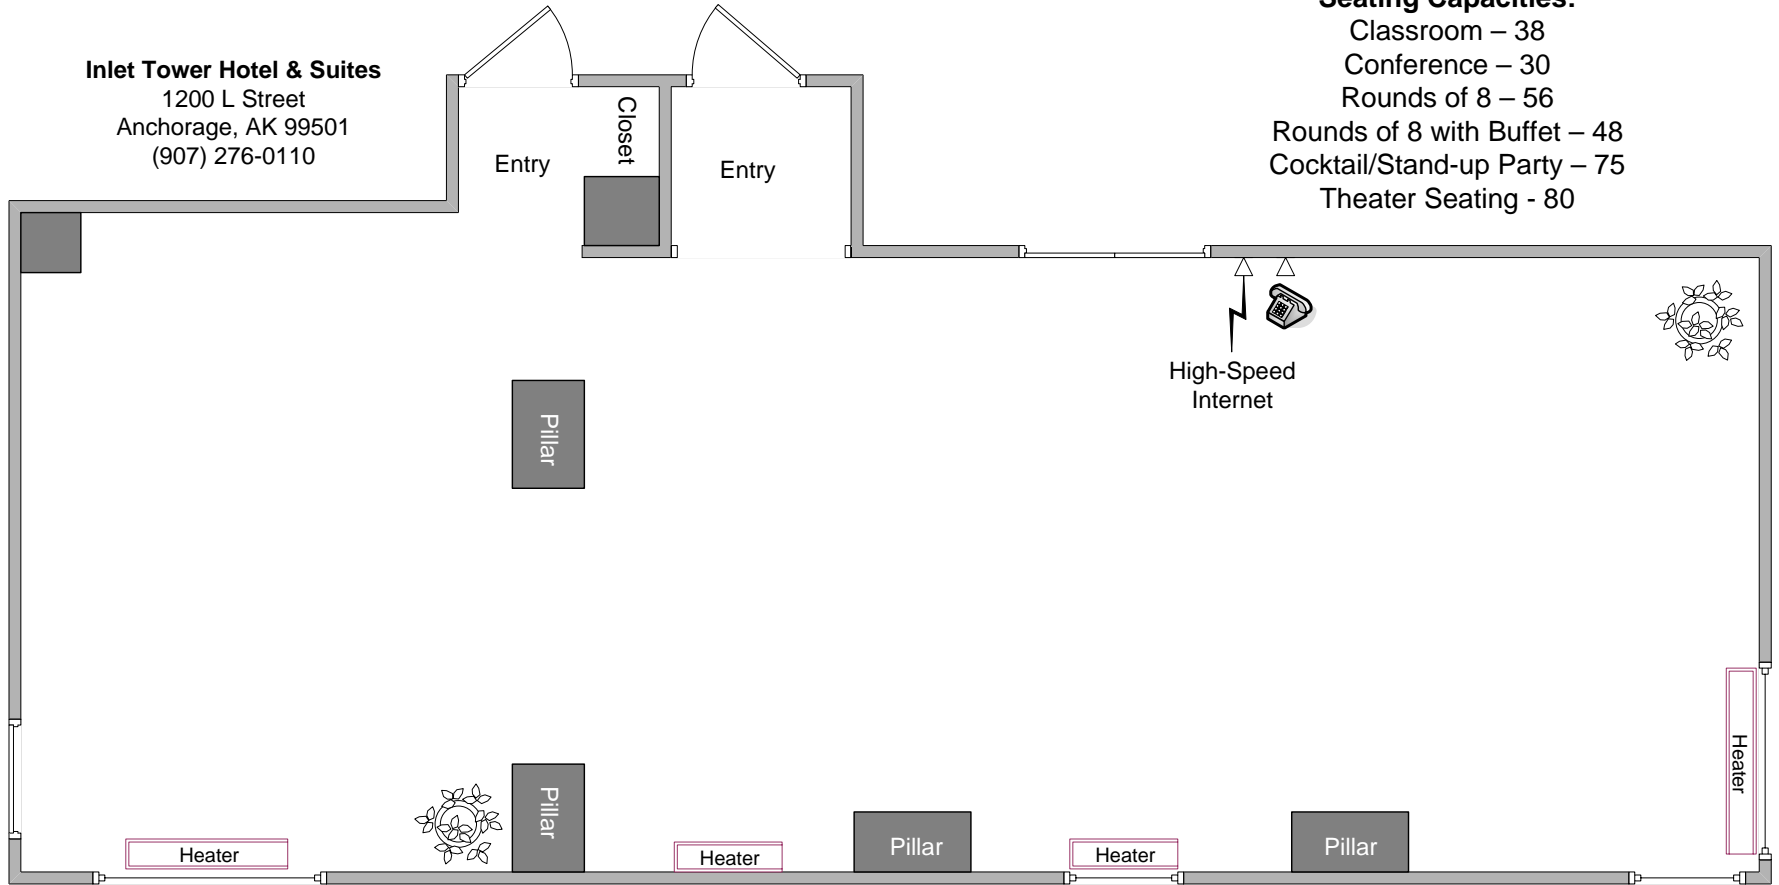 Seating Capacities:
Classroom – 38
Conference – 30
Rounds of 8 – 56
Rounds of 8 with Buffet – 48
Cocktail/Stand-up Party – 75
Theater Seating - 80
Inlet Tower Hotel & Suites
1200 L Street
Anchorage, AK 99501
(907) 276-0110
Entry
Closet
Entry
High-Speed
Internet
Pillar
Pillar
Pillar
Pillar
Heater
Heater
Heater
Heater